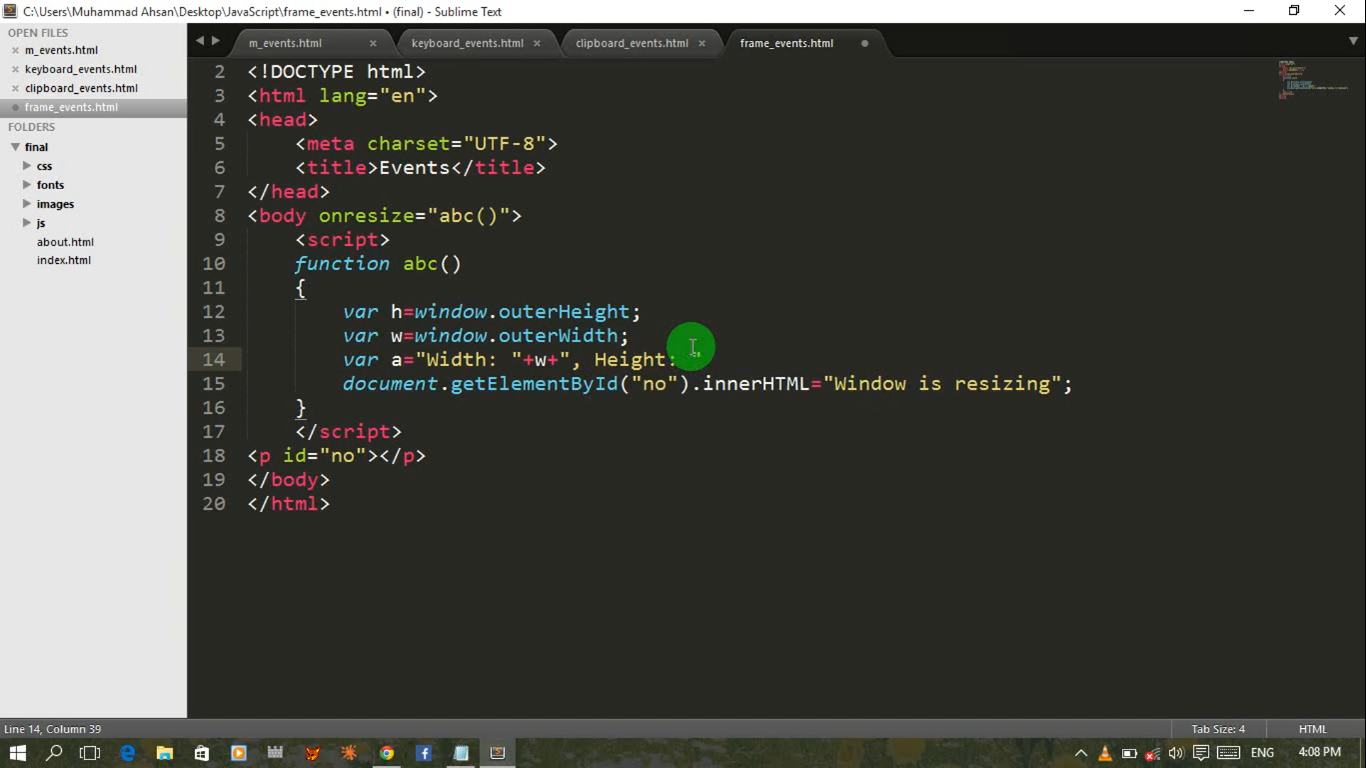 C:\Users\Muhammad Ahsan\Desktop\JavaScript\frame_events.html • (final) - Sublime Text
OPEN FILES
m_events.html
keyboard_events.html
clipboard_events.html
frame_events.html
FOLDERS
final
css
fonts
images
js
about.html
index.html
m_events.html
keyboard_events.html
clipboard_events.html
frame_events.html
2 <!DOCTYPE html>
3 <html lang="en">
4 <head>
5     <meta charset="UTF-8">
6     <title>Events</title>
7 </head>
8 <body onresize="abc()">
9     <script>
10     function abc()
11     {
12         var h=window.outerHeight;
13         var w=window.outerWidth;
14         var a="Width: "+w+", Height: "
15         document.getElementById("no").innerHTML="Window is resizing";
16     }
17     </script>
18 <p id="no"></p>
19 </body>
20 </html>
Line 14, Column 39
Tab Size: 4
HTML
ENG
4:08 PM